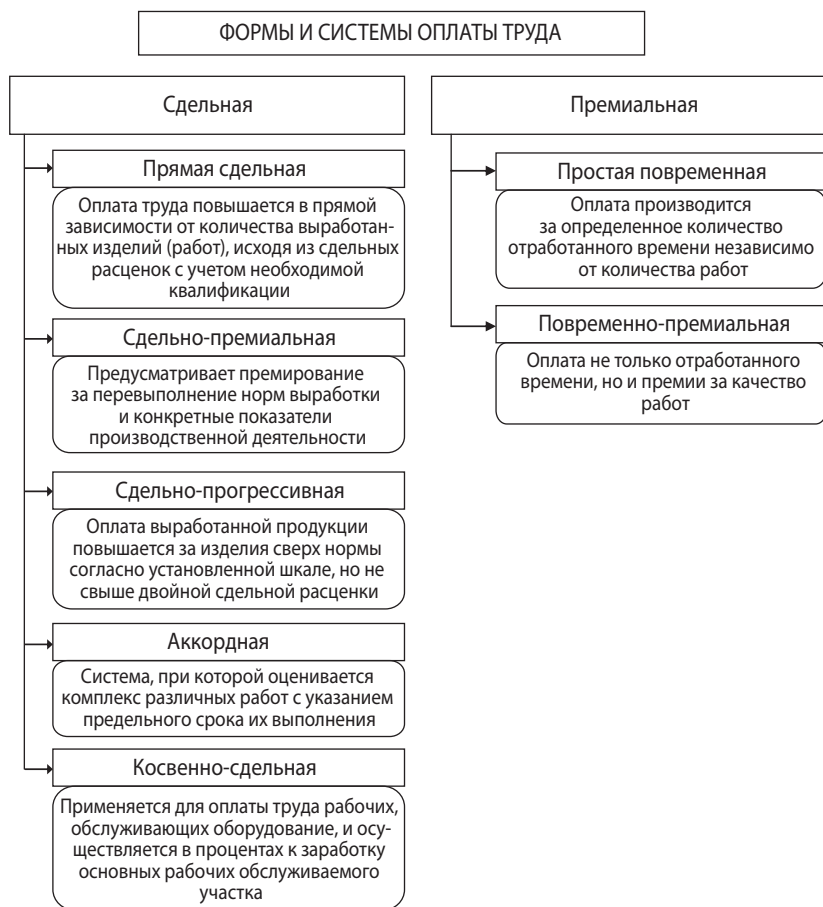 ФОРМЫ И СИСТЕМЫ ОПЛАТЫ ТРУДА
Сдельная
Прямая сдельная
Оплата труда повышается в прямой
зависимости от количества выработан-
ных изделий (работ), исходя из сдельных
расценок с учетом необходимой
квалификации
Сдельно-премиальная
Предусматривает премирование
за перевыполнение норм выработки
и конкретные показатели
производственной деятельности
Сдельно-прогрессивная
Оплата выработанной продукции
повышается за изделия сверх нормы
согласно установленной шкале, но не
свыше двойной сдельной расценки
Аккордная
Система, при которой оценивается
комплекс различных работ с указанием
предельного срока их выполнения
Косвенно-сдельная
Применяется для оплаты труда рабочих,
обслуживающих оборудование, и осу-
ществляется в процентах к заработку
основных рабочих обслуживаемого
участка
Премиальная
Простая повременная
Оплата производится
за определенное количество
отработанного времени независимо
от количества работ
Повременно-премиальная
Оплата не только отработанного
времени, но и премии за качество
работ